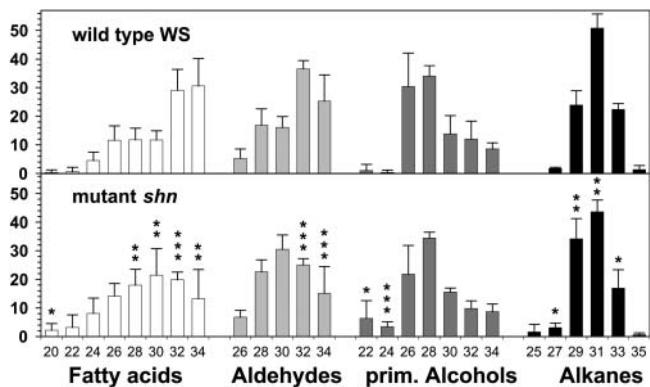 50
wild type WS
40
30
20
10
0
50
mutant shn
40
30
20
10
0
* ** ** *** ** *** *** * *** * ** ** *
20 22 24 26 28 30 32 34 26 28 30 32 34 22 24 26 28 30 32 34 25 27 29 31 33 35
Fatty acids Aldehydes prim. Alcohols Alkanes